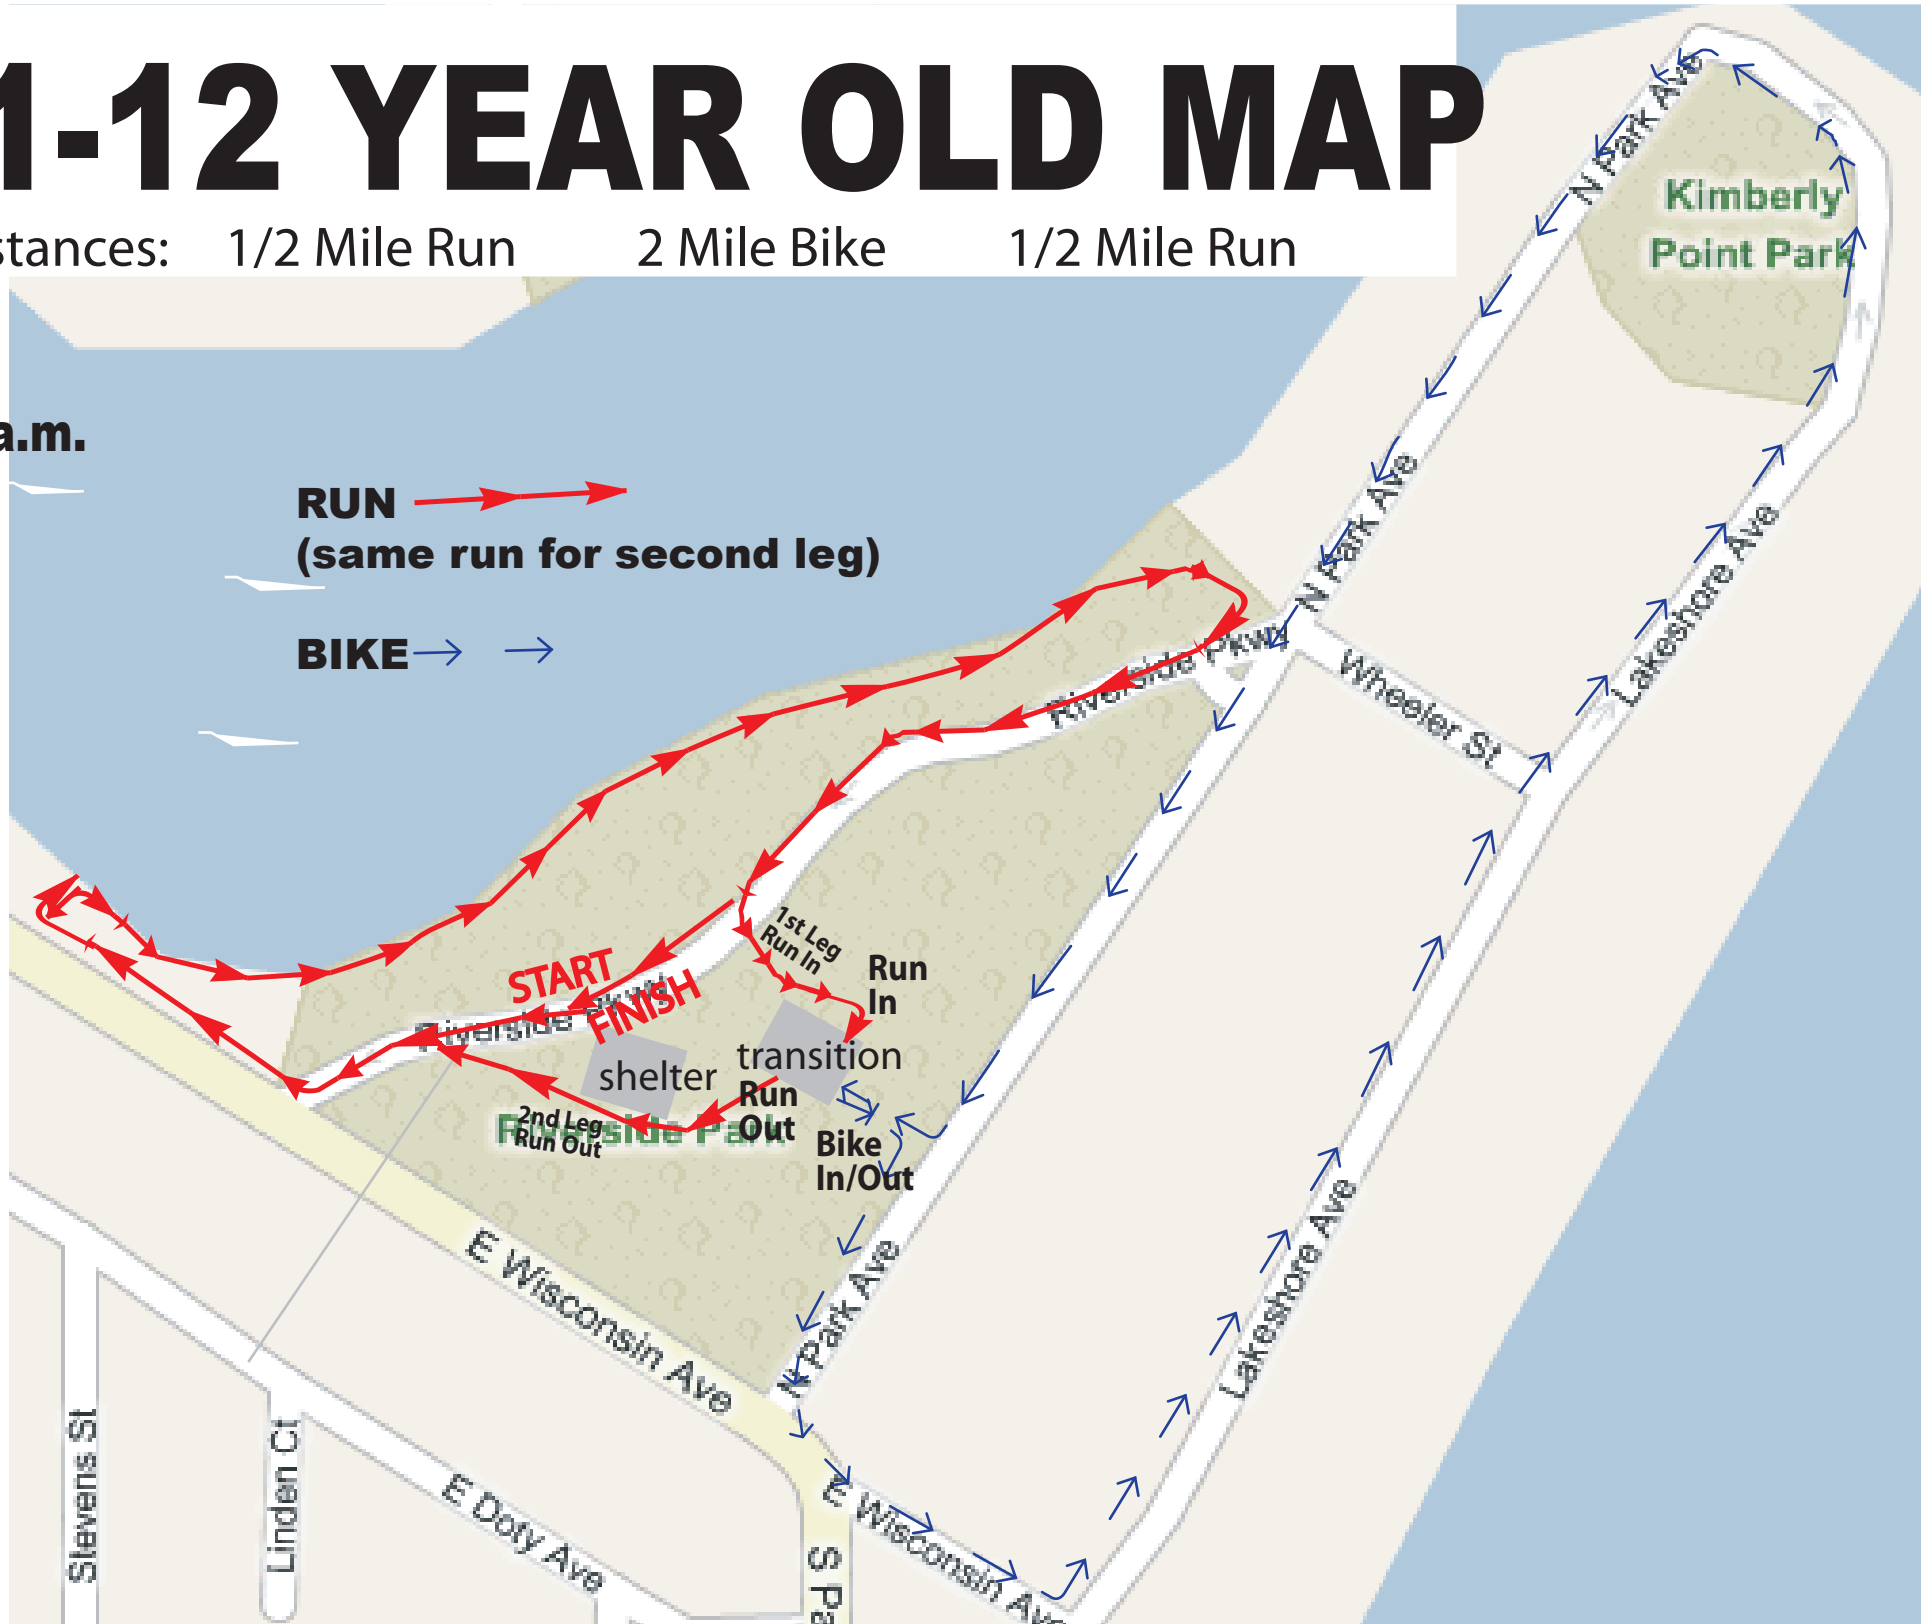 1-12 YEAR OLD MAP
stances: 1/2 Mile Run 2 Mile Bike 1/2 Mile Run
a.m.
RUN
(same run for second leg)
BIKE
N Park Ave
Kimberly
Point Park
N Park Ave
Lakeshore Ave
Wheeler St
Riverside Pkwy
1st Leg
Run In
Run
In
START
FINISH
Riverside Pkwy
shelter
transition
Run
Out
2nd Leg
Run Out
Riverside Park
Bike
In/Out
E Wisconsin Ave
N Park Ave
Lakeshore Ave
Stevens St
Linden Ct
E Doty Ave
S Pa
E Wisconsin Ave